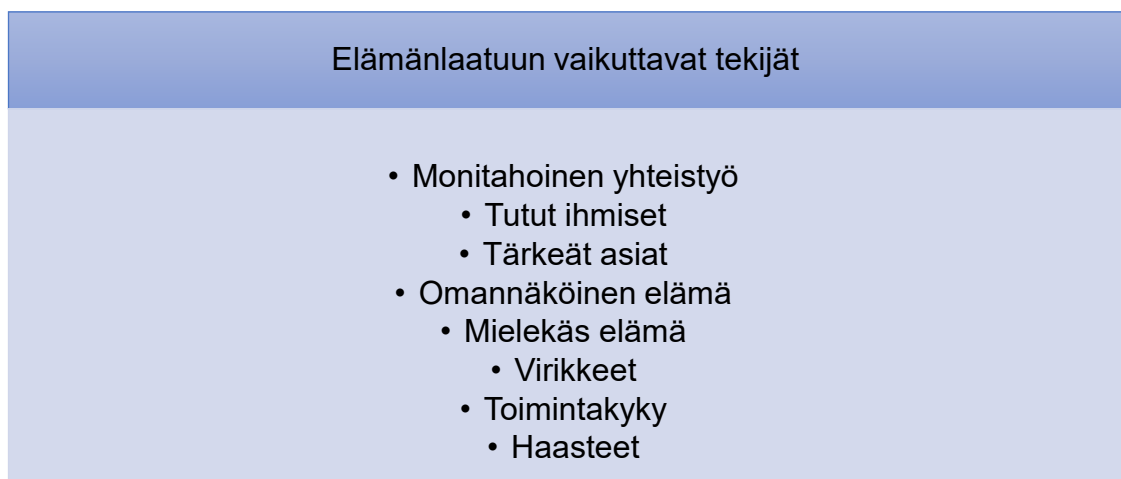 Elämänlaatuun vaikuttavat tekijät
• Monitahoinen yhteistyö
• Tutut ihmiset
• Tärkeät asiat
• Omannäköinen elämä
• Mielekäs elämä
• Virikkeet
• Toimintakyky
• Haasteet